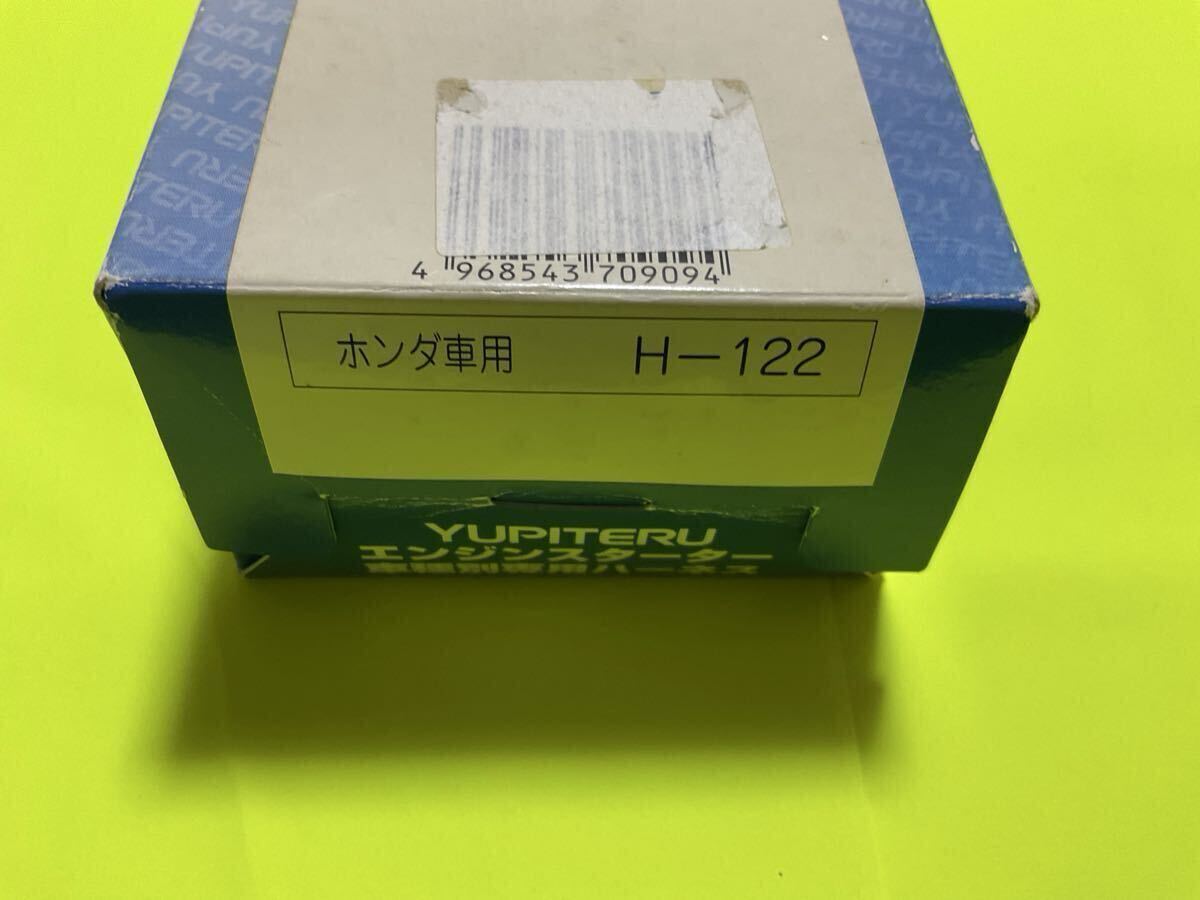 4 968543 709094
ホンダ車用 H-122
YUPITERU
エンジンスターター
車種別専用ハーネス